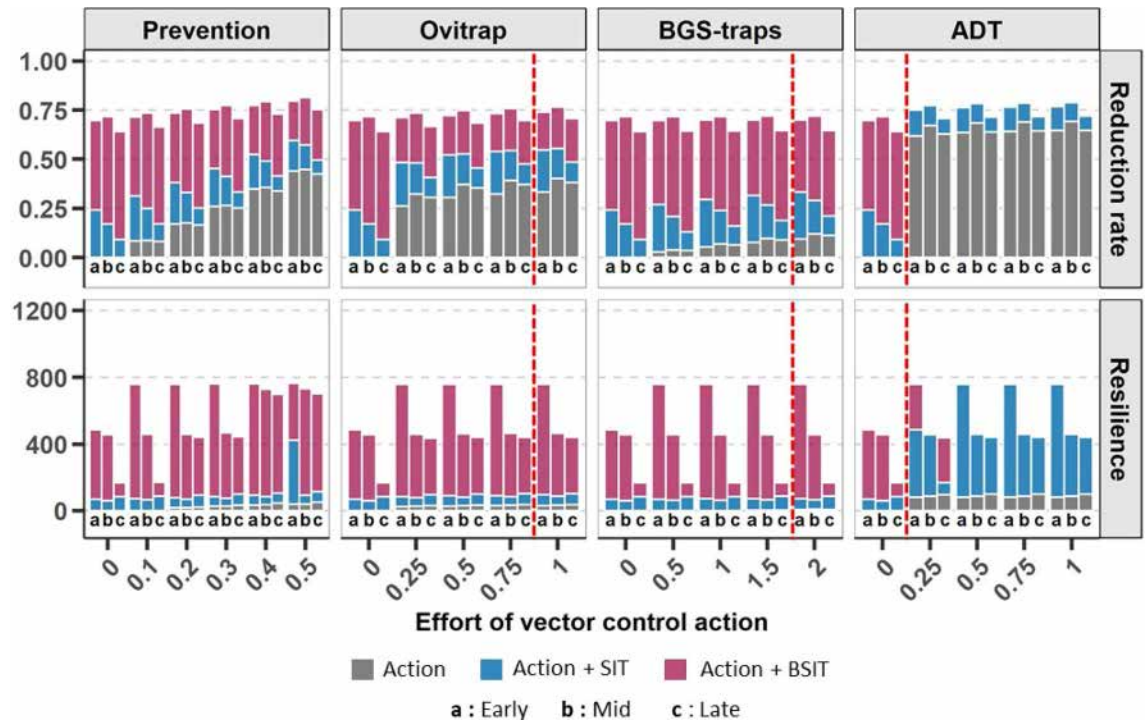 Prevention Ovitrap BGS-traps ADT
1.00
0.75
0.50
0.25
0.00
Reduction rate
a b c a b c a b c a b c a b c a b c a b c a b c a b c a b c a b c a b c a b c a b c a b c a b c a b c a b c a b c a b c a b c
1200
800
400
0
Resilience
a b c a b c a b c a b c a b c a b c a b c a b c a b c a b c a b c a b c a b c a b c a b c a b c a b c a b c a b c a b c a b c
0 0.1 0.2 0.3 0.4 0.5 0 0.25 0.5 0.75 1 0 0.5 1 1.5 2 0 0.25 0.5 0.75 1
Effort of vector control action
Action Action + SIT Action + BSIT
a : Early b : Mid c : Late